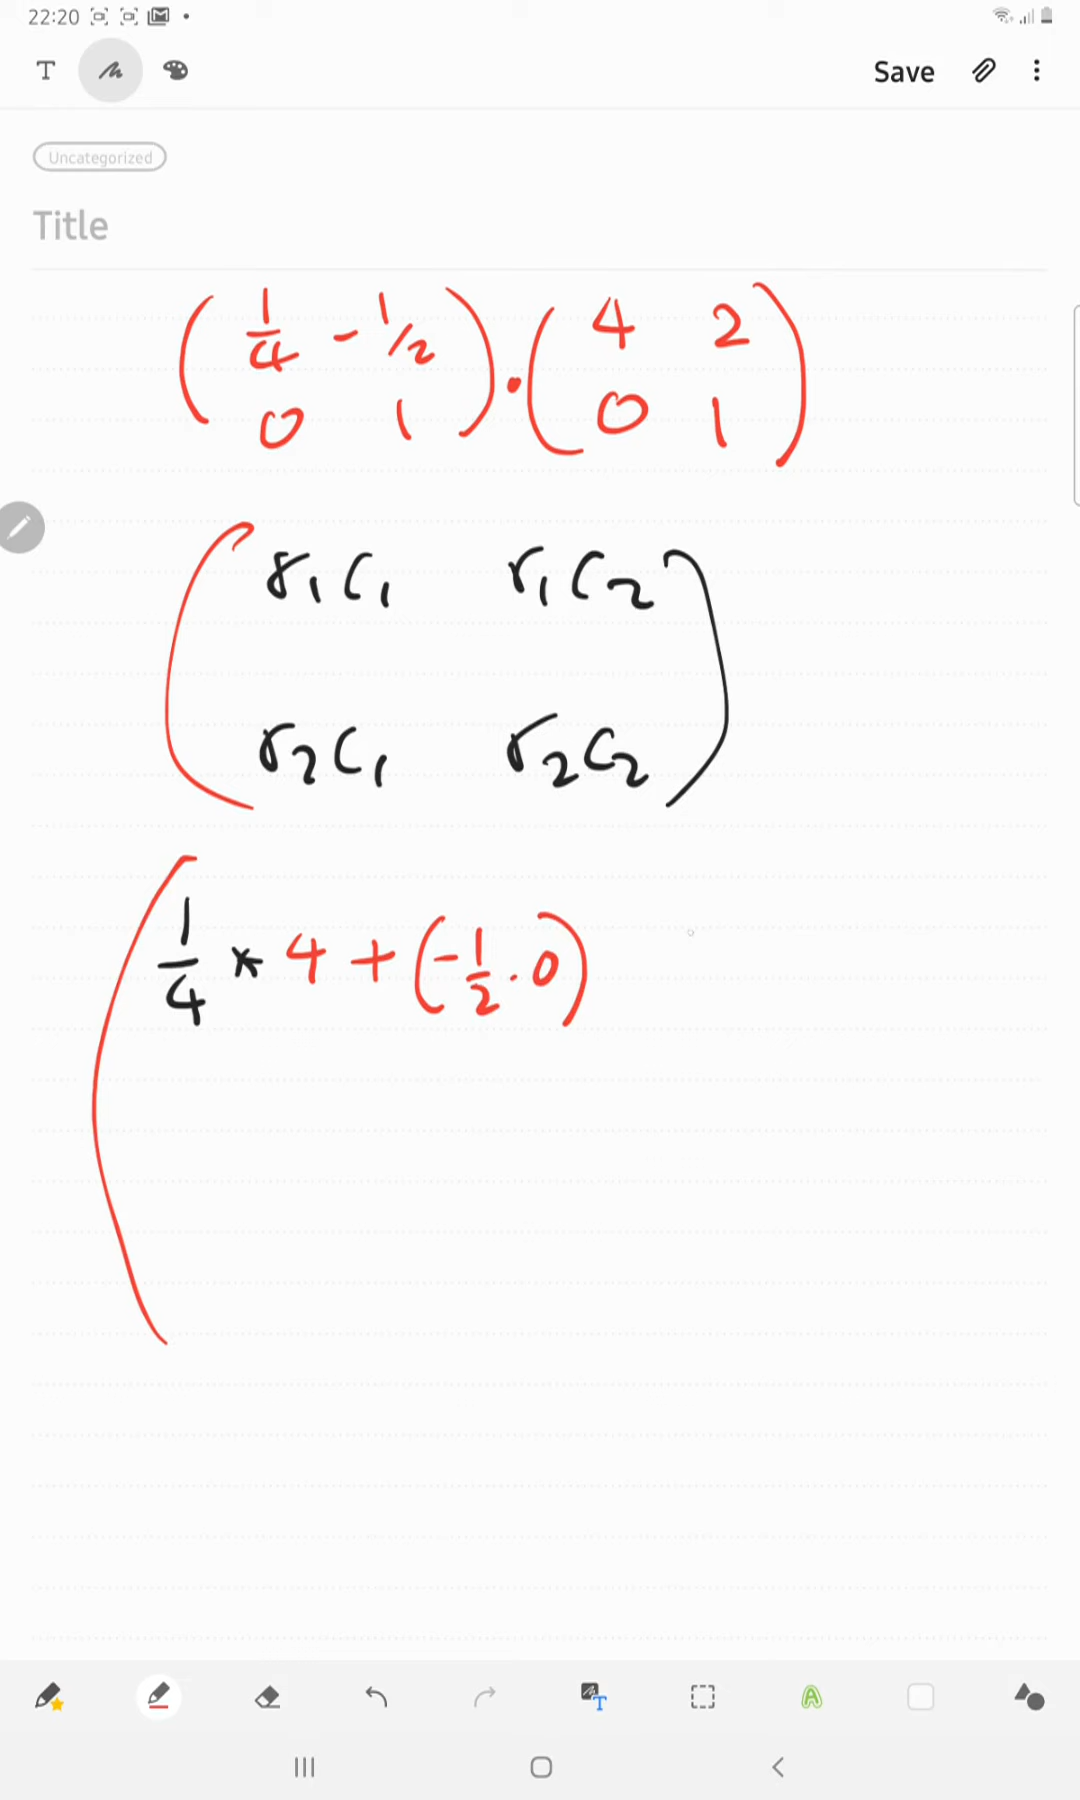 22:20
T Save
Uncategorized
Title
( 1/4 - 1/2 ) . ( 4 2 )
( 0 1 ) ( 0 1 )
( r1c1 r1c2 )
( r2c1 r2c2 )
( 1/4 * 4 + (-1/2 . 0)
T A